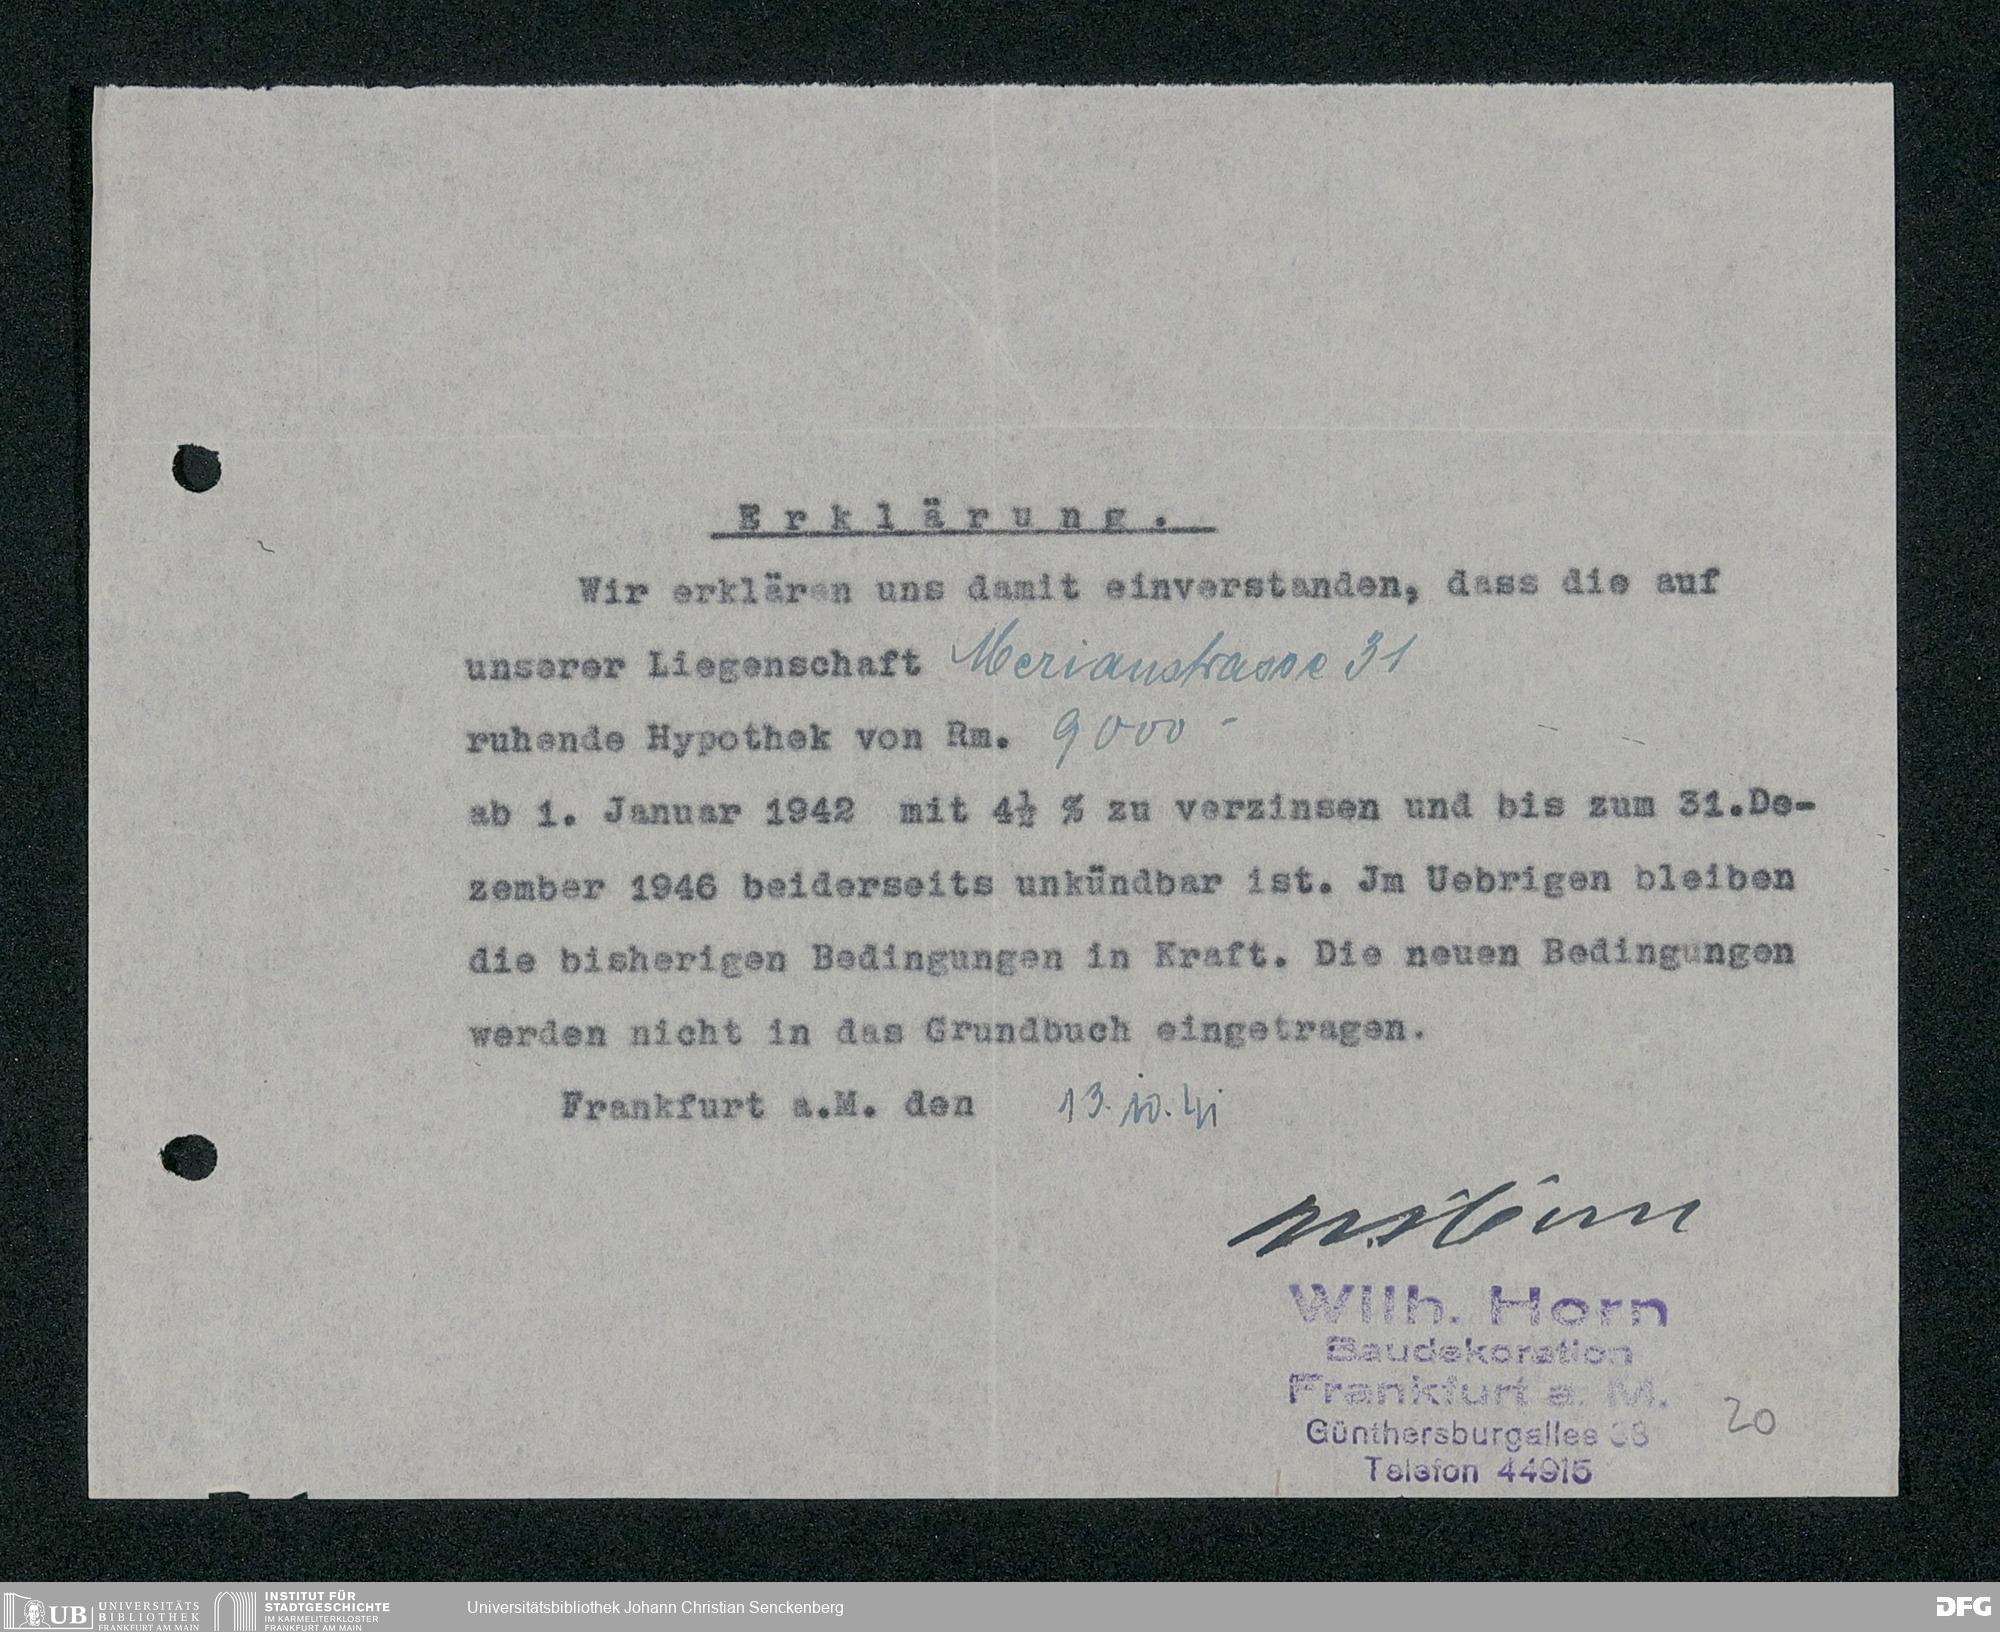 Erklärung.
Wir erklären uns damit einverstanden, dass die auf
unserer Liegenschaft Merianstrasse 31
ruhende Hypothek von Rm. 9000 -
ab 1. Januar 1942 mit 4½ % zu verzinsen und bis zum 31.De-
zember 1946 beiderseits unkündbar ist. Jm Uebrigen bleiben
die bisherigen Bedingungen in Kraft. Die neuen Bedingungen
werden nicht in das Grundbuch eingetragen.
Frankfurt a.M. den 13.10.41
Wilh. Horn
Baudekoration
Frankfurt a. M.
Günthersburgallee
Telefon 44915
20
UB UNIVERSITÄTS
BIBLIOTHEK
FRANKFURT AM MAIN
INSTITUT FÜR
STADTGESCHICHTE
IM KARMELITERKLOSTER
FRANKFURT AM MAIN
Universitätsbibliothek Johann Christian Senckenberg
DFG